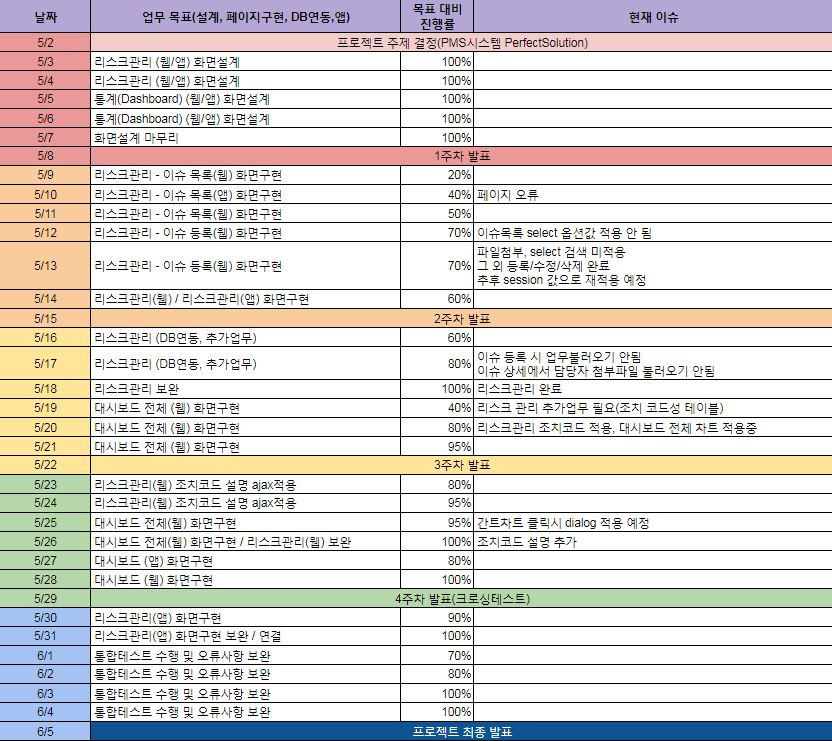 날짜 업무 목표(설계, 페이지구현, DB연동,앱) 목표 대비 진행률 현재 이슈
5/2 프로젝트 주제 결정(PMS시스템 PerfectSolution)
5/3 리스크관리 (웹/앱) 화면설계 100%
5/4 리스크관리 (웹/앱) 화면설계 100%
5/5 통계(Dashboard) (웹/앱) 화면설계 100%
5/6 통계(Dashboard) (웹/앱) 화면설계 100%
5/7 화면설계 마무리 100%
5/8 1주차 발표
5/9 리스크관리 - 이슈 목록(웹) 화면구현 20%
5/10 리스크관리 - 이슈 목록(앱) 화면구현 40% 페이지 오류
5/11 리스크관리 - 이슈 목록(앱) 화면구현 50%
5/12 리스크관리 - 이슈 등록(웹) 화면구현 70% 이슈목록 select 옵션값 적용 안 됨
5/13 리스크관리 - 이슈 등록(웹) 화면구현 70% 파일첨부, select 검색 미적용
그 외 등록/수정/삭제 완료
추후 session 값으로 재적용 예정
5/14 리스크관리(웹) / 리스크관리(앱) 화면구현 60%
5/15 2주차 발표
5/16 리스크관리 (DB연동, 추가업무) 60%
5/17 리스크관리 (DB연동, 추가업무) 80% 이슈 등록 시 업무불러오기 안됨
이슈 상세에서 담당자 첨부파일 불러오기 안됨
5/18 리스크관리 보완 100% 리스크관리 완료
5/19 대시보드 전체 (웹) 화면구현 40% 리스크 관리 추가업무 필요(조치 코드성 테이블)
5/20 대시보드 전체 (웹) 화면구현 80% 리스크관리 조치코드 적용, 대시보드 전체 차트 적용중
5/21 대시보드 전체 (웹) 화면구현 95%
5/22 3주차 발표
5/23 리스크관리(웹) 조치코드 설명 ajax적용 80%
5/24 리스크관리(웹) 조치코드 설명 ajax적용 95%
5/25 대시보드 전체(웹) 화면구현 95% 간트차트 클릭시 dialog 적용 예정
5/26 대시보드 전체(웹) 화면구현 / 리스크관리(웹) 보완 100% 조치코드 설명 추가
5/27 대시보드 (앱) 화면구현 80%
5/28 대시보드 (웹) 화면구현 100%
5/29 4주차 발표(크로싱테스트)
5/30 리스크관리(앱) 화면구현 90%
5/31 리스크관리(앱) 화면구현 보완 / 연결 100%
6/1 통합테스트 수행 및 오류사항 보완 70%
6/2 통합테스트 수행 및 오류사항 보완 80%
6/3 통합테스트 수행 및 오류사항 보완 100%
6/4 통합테스트 수행 및 오류사항 보완 100%
6/5 프로젝트 최종 발표